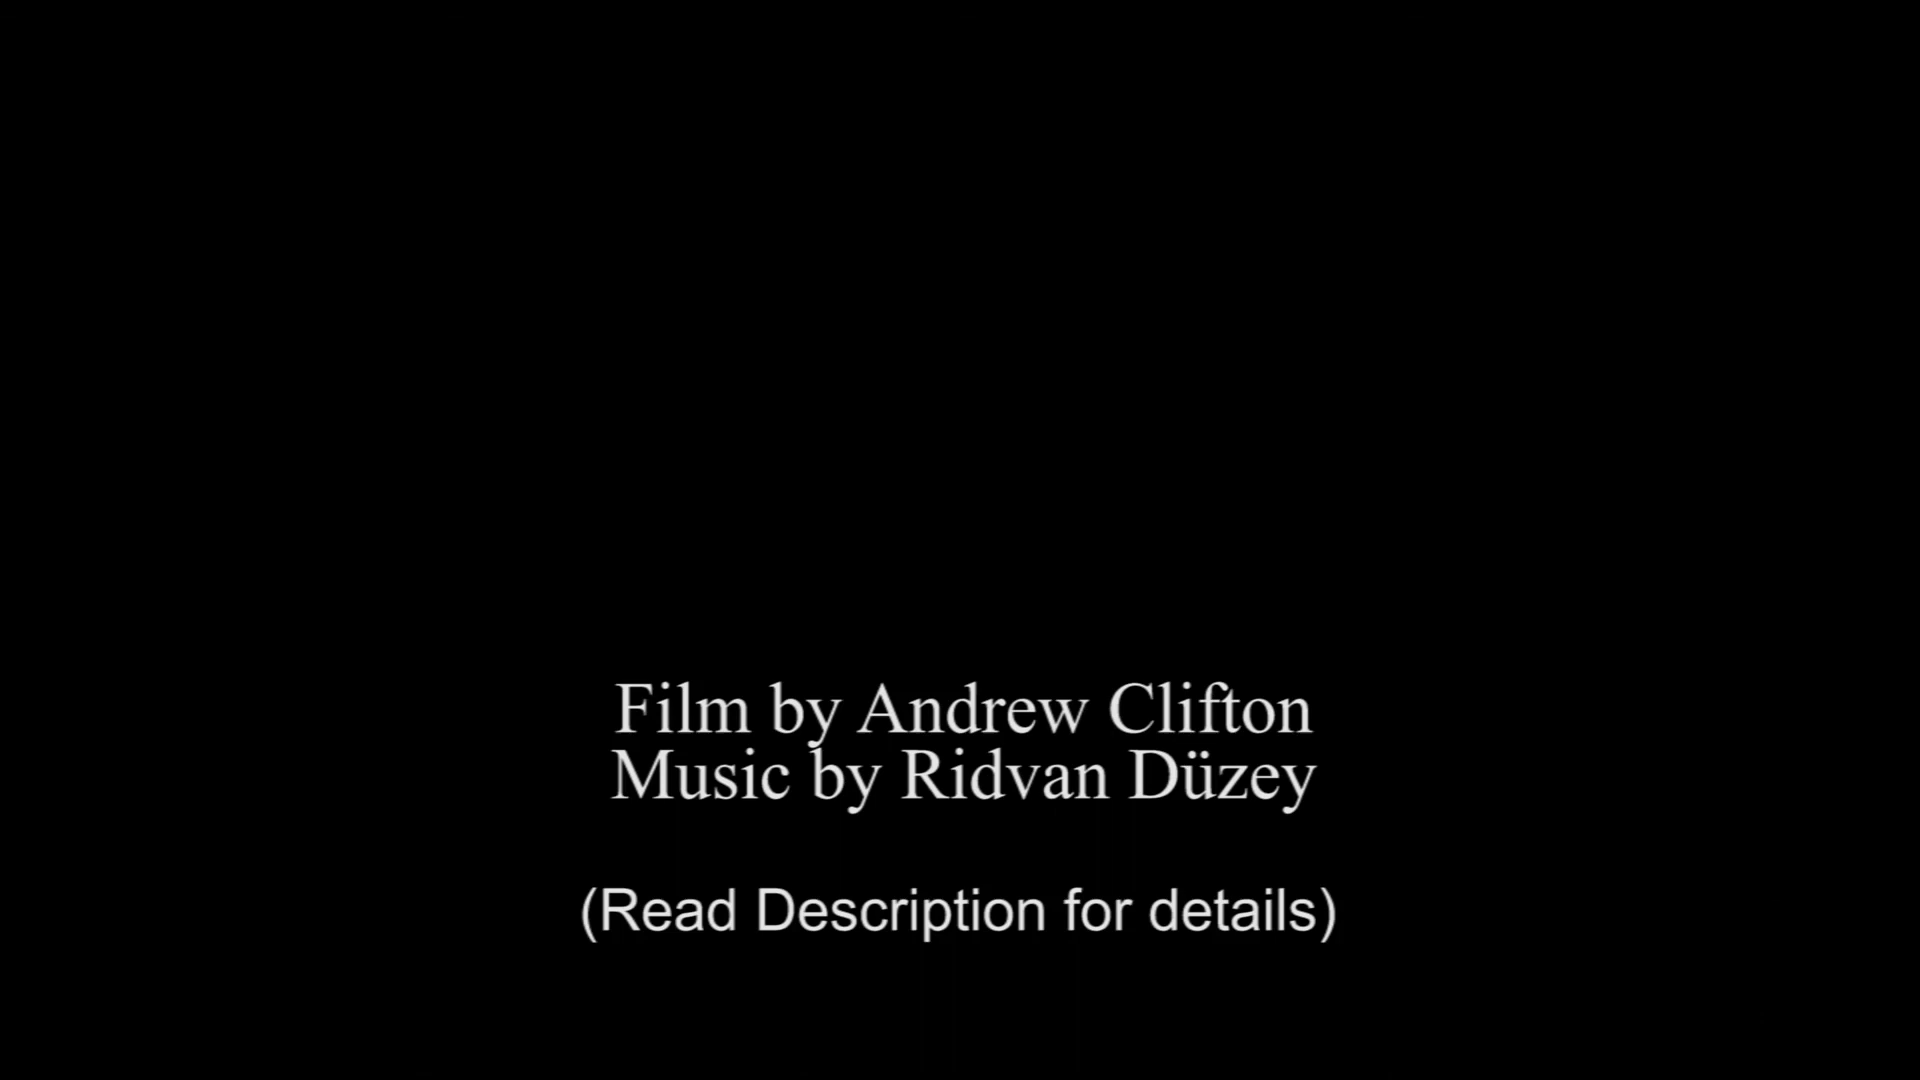 Film by Andrew Clifton
Music by Ridvan Düzey
(Read Description for details)